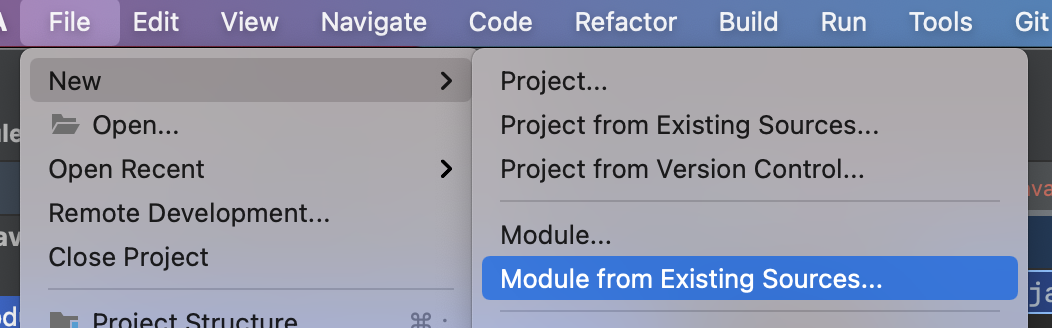 File Edit View Navigate Code Refactor Build Run Tools Git
New
Open...
Open Recent
Remote Development...
Close Project
Project Structure
Project...
Project from Existing Sources...
Project from Version Control...
Module...
Module from Existing Sources...